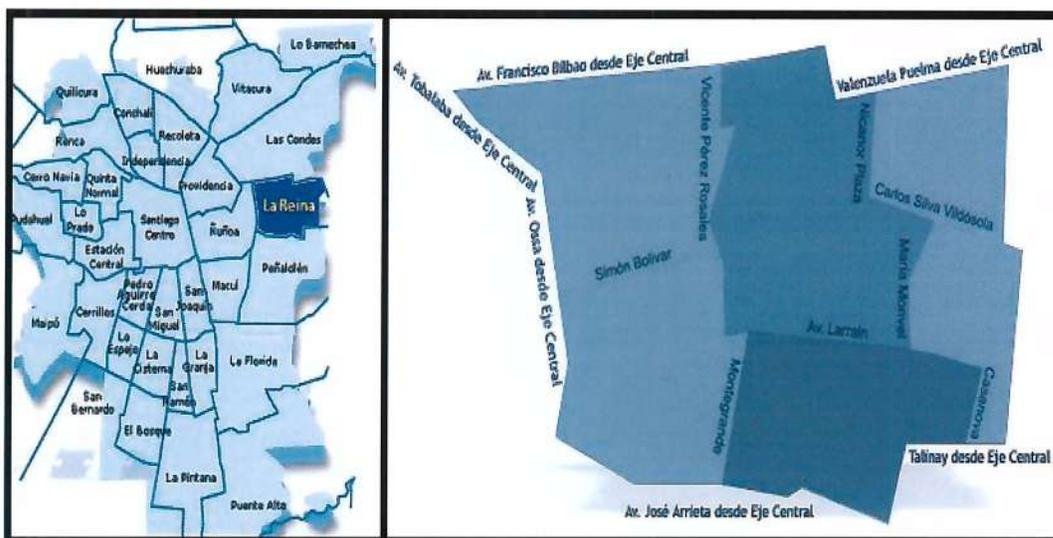 Lo Barnechea
Huachuraba
Vitacura
Quilicura
Conchalí
Recoleta
Las Condes
Renca
Independencia
Cerro Navia
Quinta
Normal
Providencia
La Reina
Pudahuel
Lo
Prado
Santiago
Centro
Ñuñoa
Estación
Central
Peñalolén
Pedro
Aguirre
Cerda
San
Joaquín
Macul
Maipú
Cerrillos
San
Miguel
La
Espejo
La
Cisterna
La
Granja
La Florida
San
Ramón
San
Bernardo
El Bosque
La Pintana
Puente Alto
Av. Francisco Bilbao desde Eje Central
Valenzuela Puelma desde Eje Central
Av. Tobalaba desde Eje Central
Vicente Pérez Rosales
Nicanor Plaza
Carlos Silva Vildósola
Av. Ossa desde Eje Central
Simón Bolívar
María Monvel
Av. Larraín
Montegrande
Casanova
Talinay desde Eje Central
Av. José Arrieta desde Eje Central